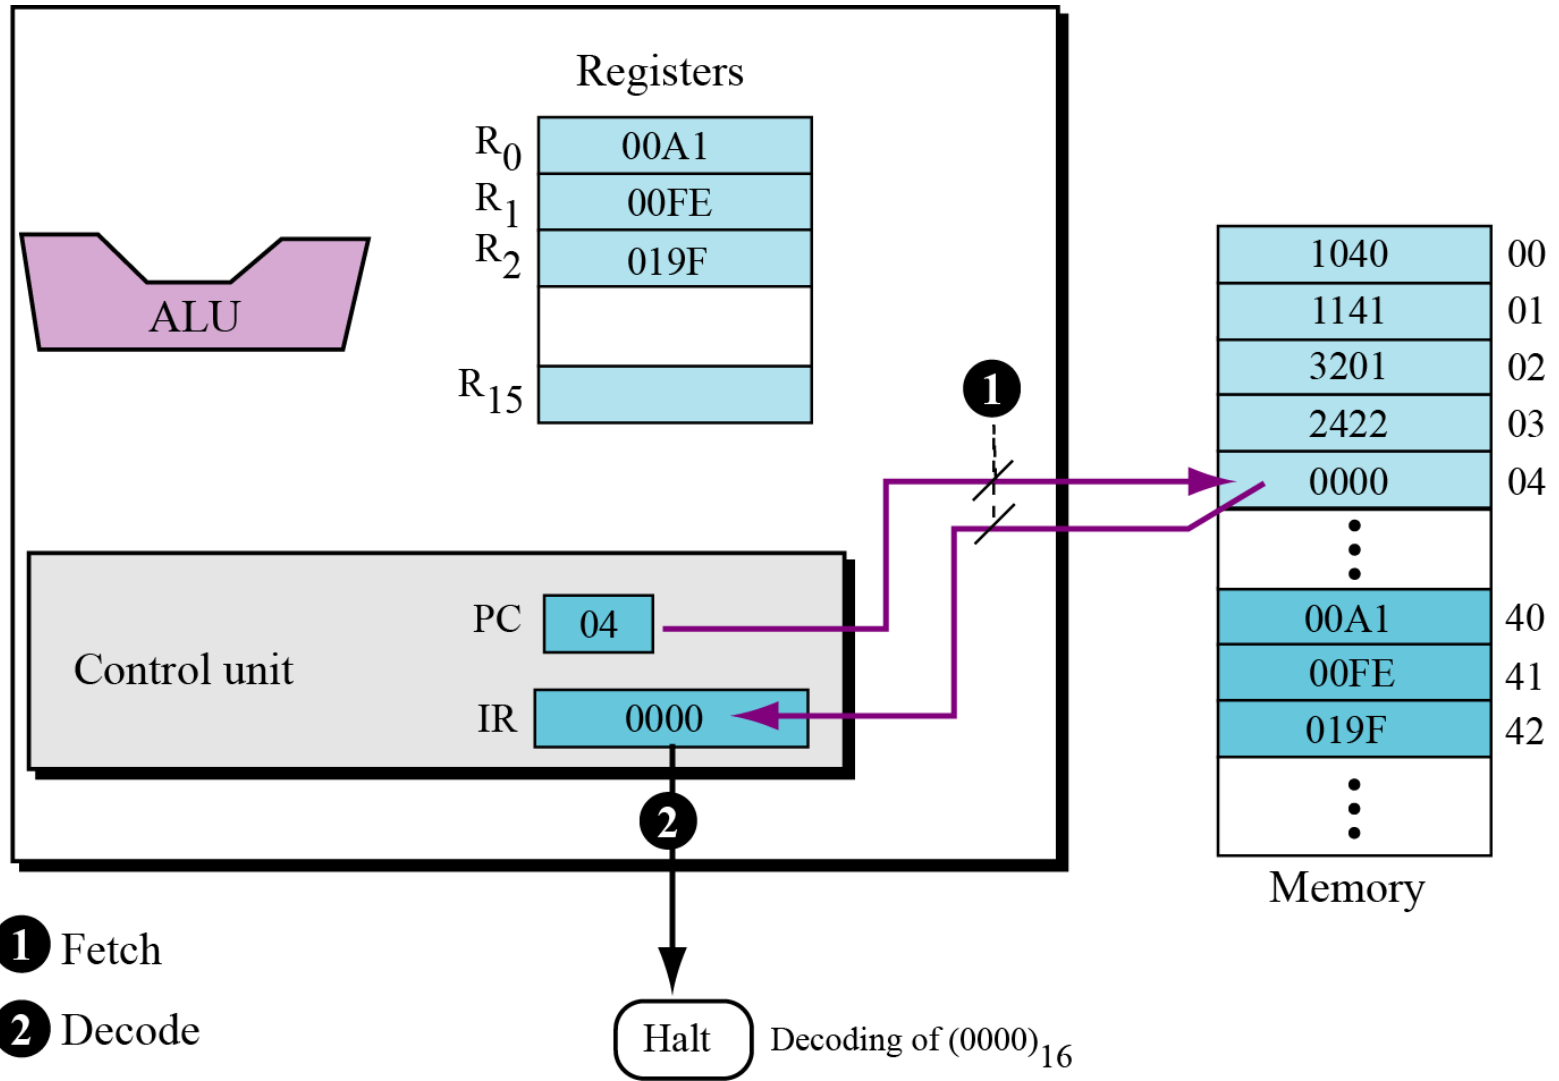 Registers
R0 00A1
R1 00FE
R2 019F
R15
ALU
1
1040 00
1141 01
3201 02
2422 03
0000 04
00A1 40
00FE 41
019F 42
Memory
Control unit
PC 04
IR 0000
2
1 Fetch
2 Decode
Halt Decoding of (0000)16